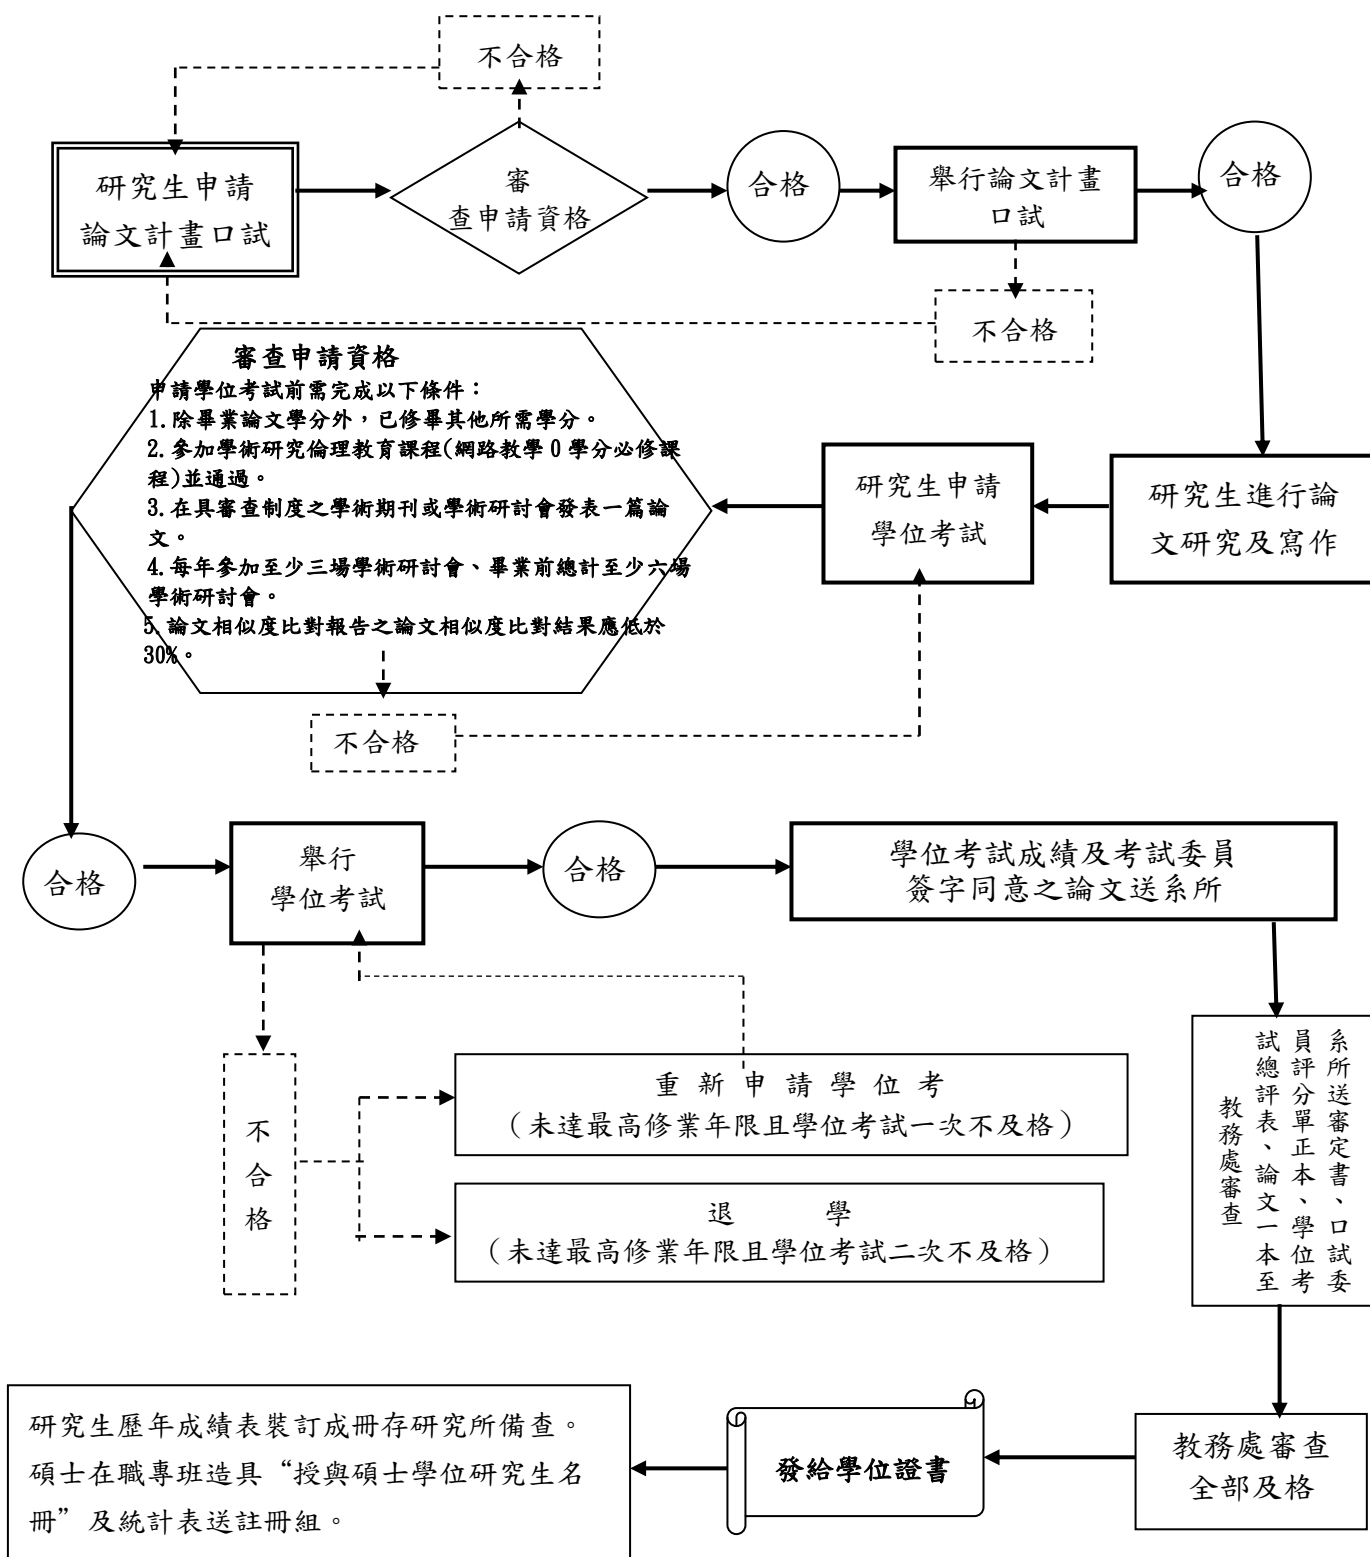 不合格
研究生申請
論文計畫口試
審
查申請資格
合格
舉行論文計畫
口試
合格
不合格
審查申請資格
申請學位考試前需完成以下條件：
1.除畢業論文學分外，已修畢其他所需學分。
2.參加學術研究倫理教育課程(網路教學 0 學分必修課
程)並通過。
3.在具審查制度之學術期刊或學術研討會發表一篇論
文。
4.每年參加至少三場學術研討會、畢業前總計至少六場
學術研討會。
5.論文相似度比對報告之論文相似度比對結果應低於
30%。
研究生申請
學位考試
研究生進行論
文研究及寫作
不合格
合格
舉行
學位考試
合格
學位考試成績及考試委員
簽字同意之論文送系所
不合格
重新申請學位考
（未達最高修業年限且學位考試一次不及格）
退 學
（未達最高修業年限且學位考試二次不及格）
系所送審定書、口試委
員評分單正本、學位考
試總評表、論文一本至
教務處審查
研究生歷年成績表裝訂成冊存研究所備查。
碩士在職專班造具“授與碩士學位研究生名
冊”及統計表送註冊組。
發給學位證書
教務處審查
全部及格